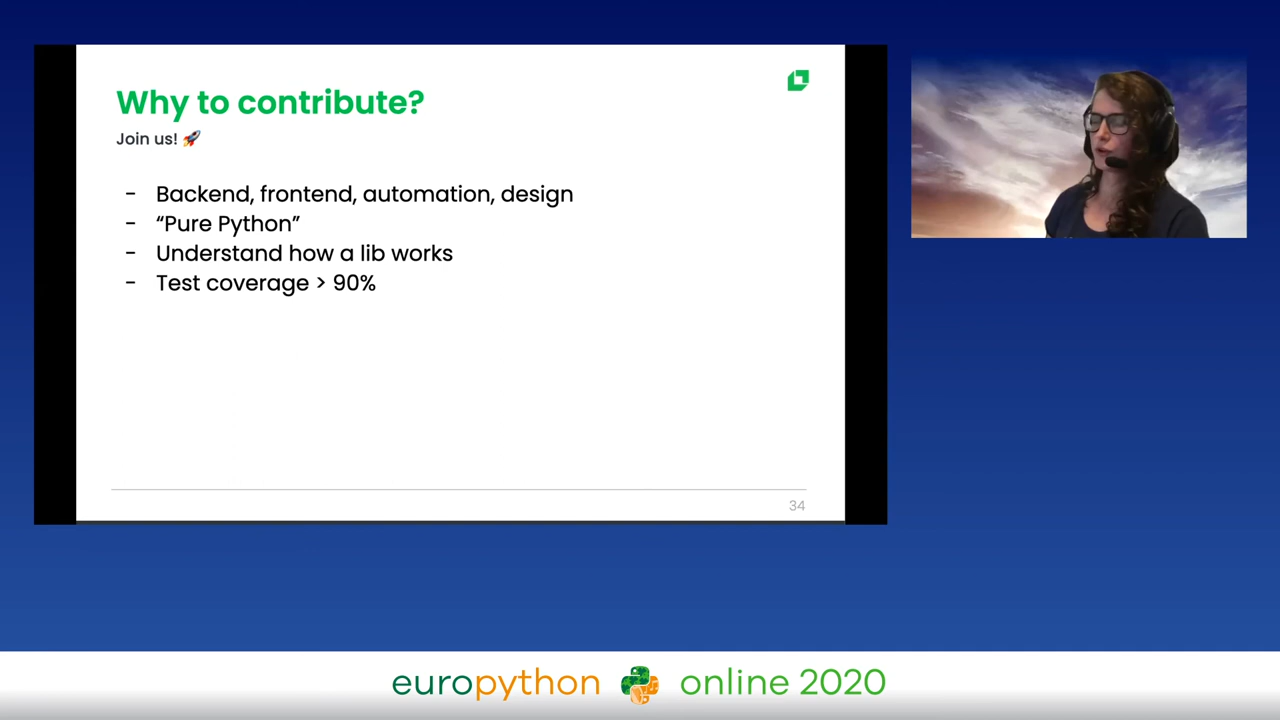 Why to contribute?
Join us! 🚀
- Backend, frontend, automation, design
- “Pure Python”
- Understand how a lib works
- Test coverage > 90%
34
europython online 2020